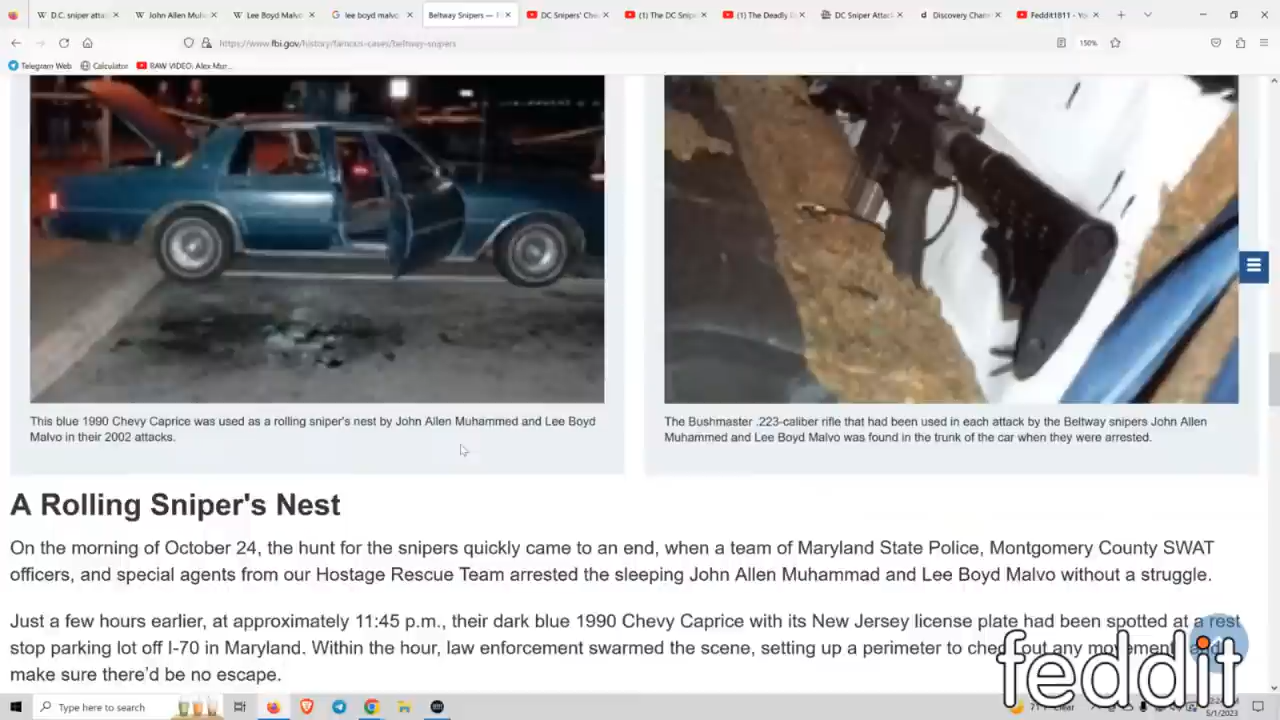 D.C. sniper attac
John Allen Muha
Lee Boyd Malvo
lee boyd malvo
Beltway Snipers — F
DC Snipers' Che
(1) The DC Snip
(1) The Deadly D
DC Sniper Attac
Discovery Chan
Feddit1811 - Yo
https://www.fbi.gov/history/famous-cases/beltway-snipers
150%
Telegram Web
Calculator
RAW VIDEO: Alex Mur...
This blue 1990 Chevy Caprice was used as a rolling sniper's nest by John Allen Muhammed and Lee Boyd
Malvo in their 2002 attacks.
The Bushmaster .223-caliber rifle that had been used in each attack by the Beltway snipers John Allen
Muhammed and Lee Boyd Malvo was found in the trunk of the car when they were arrested.
A Rolling Sniper's Nest
On the morning of October 24, the hunt for the snipers quickly came to an end, when a team of Maryland State Police, Montgomery County SWAT
officers, and special agents from our Hostage Rescue Team arrested the sleeping John Allen Muhammad and Lee Boyd Malvo without a struggle.
Just a few hours earlier, at approximately 11:45 p.m., their dark blue 1990 Chevy Caprice with its New Jersey license plate had been spotted at a rest
stop parking lot off I-70 in Maryland. Within the hour, law enforcement swarmed the scene, setting up a perimeter to check out any movement and
make sure there'd be no escape.
feddit
Type here to search
Clear
5/1/2023